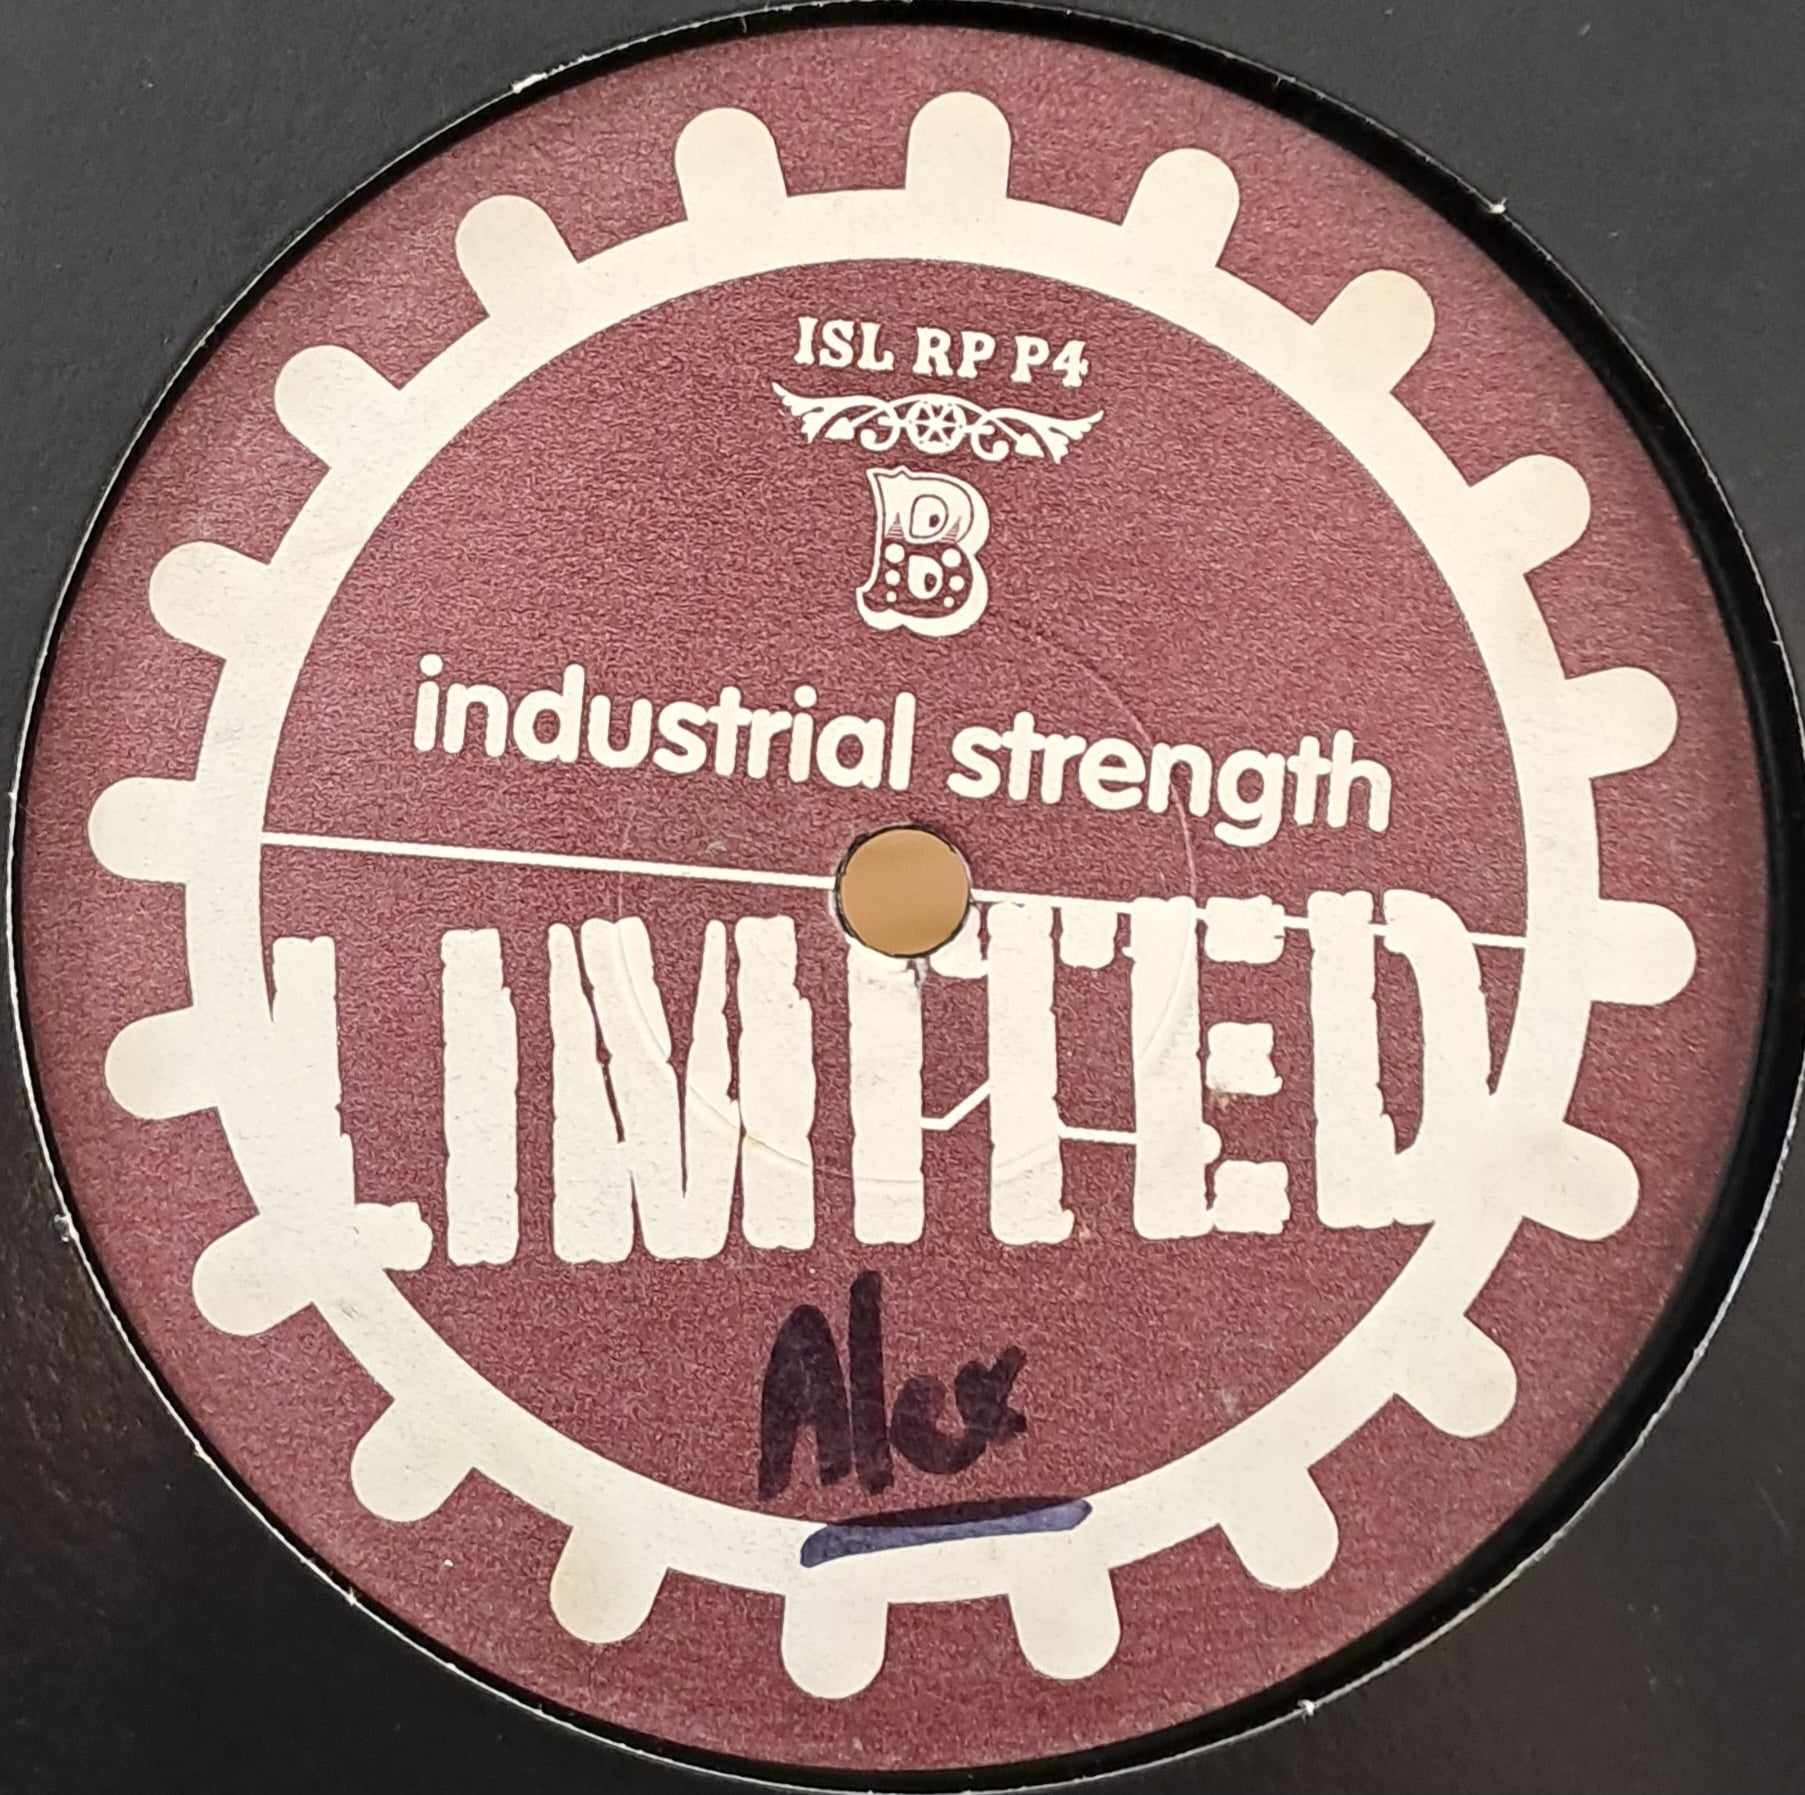 ISL RP P4
B
industrial strength
LIMITED
Alex